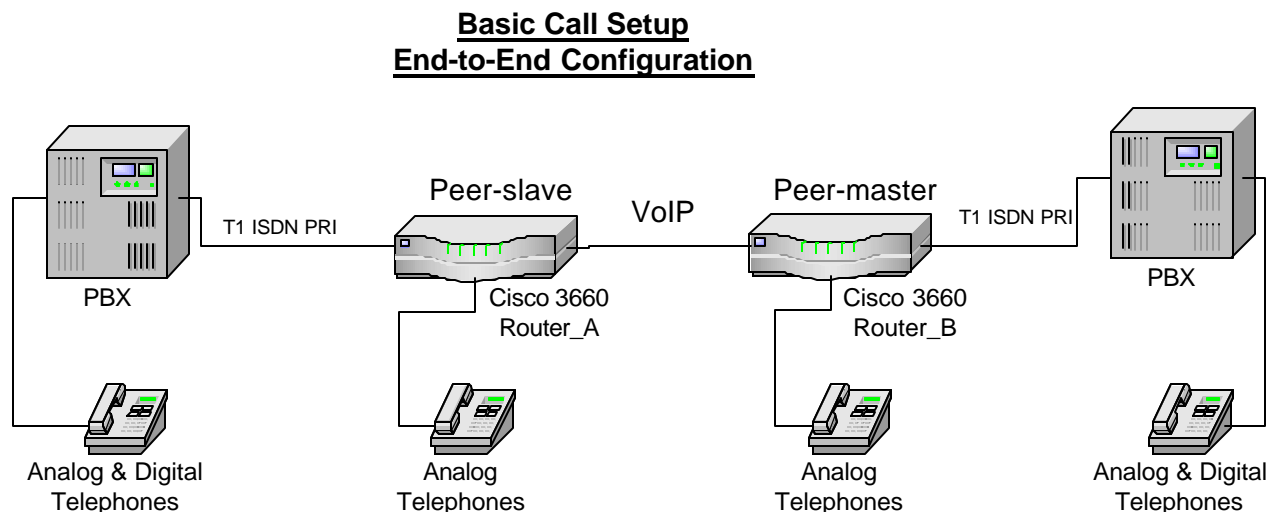 Basic Call Setup
End-to-End Configuration
Peer-slave
VoIP
Peer-master
T1 ISDN PRI
T1 ISDN PRI
PBX
Cisco 3660
Router_A
Cisco 3660
Router_B
PBX
Analog & Digital
Telephones
Analog
Telephones
Analog
Telephones
Analog & Digital
Telephones